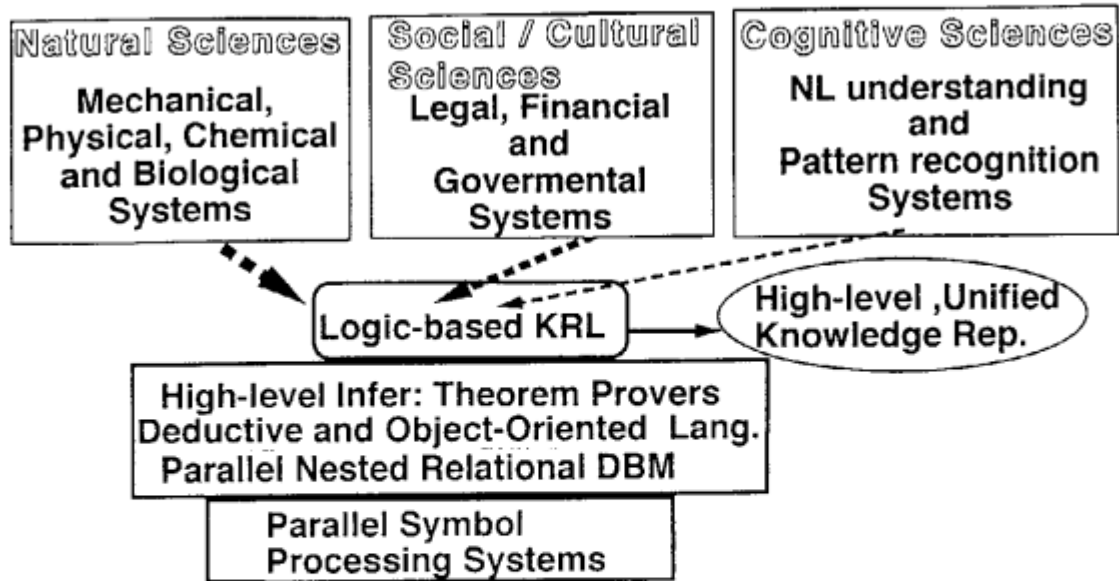 Natural Sciences
Mechanical,
Physical, Chemical
and Biological
Systems
Social / Cultural
Sciences
Legal, Financial
and
Govermental
Systems
Cognitive Sciences
NL understanding
and
Pattern recognition
Systems
Logic-based KRL
High-level ,Unified
Knowledge Rep.
High-level Infer: Theorem Provers
Deductive and Object-Oriented Lang.
Parallel Nested Relational DBM
Parallel Symbol
Processing Systems